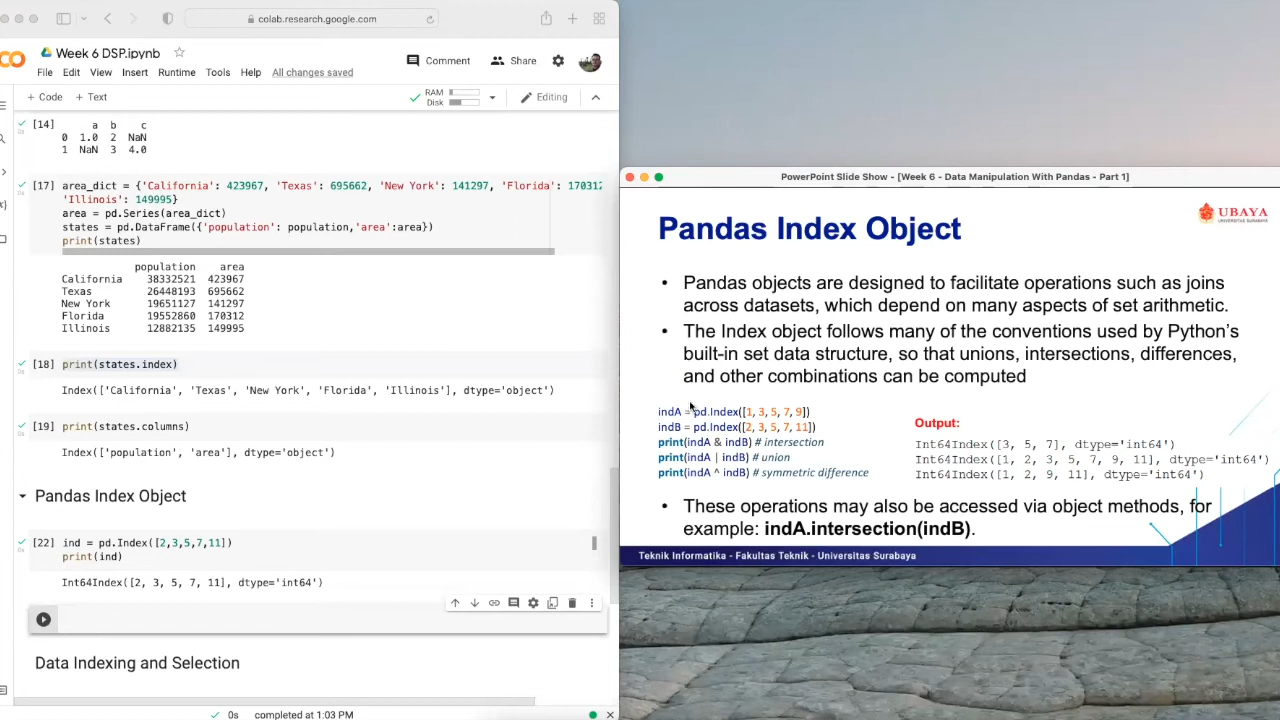 colab.research.google.com
Week 6 DSP.ipynb
Comment
Share
File Edit View Insert Runtime Tools Help All changes saved
+ Code + Text
RAM
Disk
Editing
[14]
a b c
0 1.0 2 NaN
1 NaN 3 4.0
[17] area_dict = {'California': 423967, 'Texas': 695662, 'New York': 141297, 'Florida': 170312
'Illinois': 149995}
area = pd.Series(area_dict)
states = pd.DataFrame({'population': population,'area':area})
print(states)
population area
California 38332521 423967
Texas 26448193 695662
New York 19651127 141297
Florida 19552860 170312
Illinois 12882135 149995
[18] print(states.index)
Index(['California', 'Texas', 'New York', 'Florida', 'Illinois'], dtype='object')
[19] print(states.columns)
Index(['population', 'area'], dtype='object')
Pandas Index Object
[22] ind = pd.Index([2,3,5,7,11])
print(ind)
Int64Index([2, 3, 5, 7, 11], dtype='int64')
Data Indexing and Selection
0s completed at 1:03 PM
PowerPoint Slide Show - [Week 6 - Data Manipulation With Pandas - Part 1]
UBAYA
UNIVERSITAS SURABAYA
Pandas Index Object
• Pandas objects are designed to facilitate operations such as joins
across datasets, which depend on many aspects of set arithmetic.
• The Index object follows many of the conventions used by Python's
built-in set data structure, so that unions, intersections, differences,
and other combinations can be computed
indA = pd.Index([1, 3, 5, 7, 9])
indB = pd.Index([2, 3, 5, 7, 11])
print(indA & indB) # intersection
print(indA | indB) # union
print(indA ^ indB) # symmetric difference
Output:
Int64Index([3, 5, 7], dtype='int64')
Int64Index([1, 2, 3, 5, 7, 9, 11], dtype='int64')
Int64Index([1, 2, 9, 11], dtype='int64')
• These operations may also be accessed via object methods, for
example: indA.intersection(indB).
Teknik Informatika - Fakultas Teknik - Universitas Surabaya